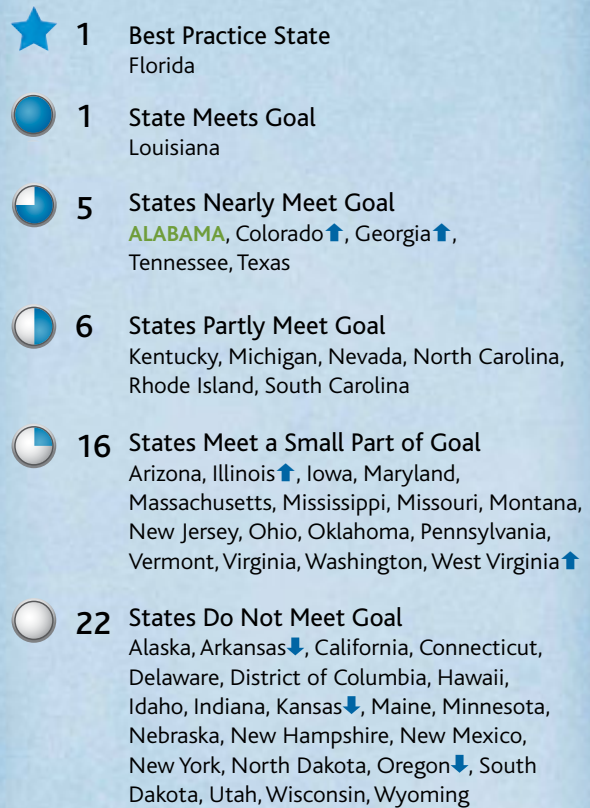 1 Best Practice State
Florida
1 State Meets Goal
Louisiana
5 States Nearly Meet Goal
ALABAMA, Colorado⬆, Georgia⬆,
Tennessee, Texas
6 States Partly Meet Goal
Kentucky, Michigan, Nevada, North Carolina,
Rhode Island, South Carolina
16 States Meet a Small Part of Goal
Arizona, Illinois⬆, Iowa, Maryland,
Massachusetts, Mississippi, Missouri, Montana,
New Jersey, Ohio, Oklahoma, Pennsylvania,
Vermont, Virginia, Washington, West Virginia⬆
22 States Do Not Meet Goal
Alaska, Arkansas⬇, California, Connecticut,
Delaware, District of Columbia, Hawaii,
Idaho, Indiana, Kansas⬇, Maine, Minnesota,
Nebraska, New Hampshire, New Mexico,
New York, North Dakota, Oregon⬇, South
Dakota, Utah, Wisconsin, Wyoming